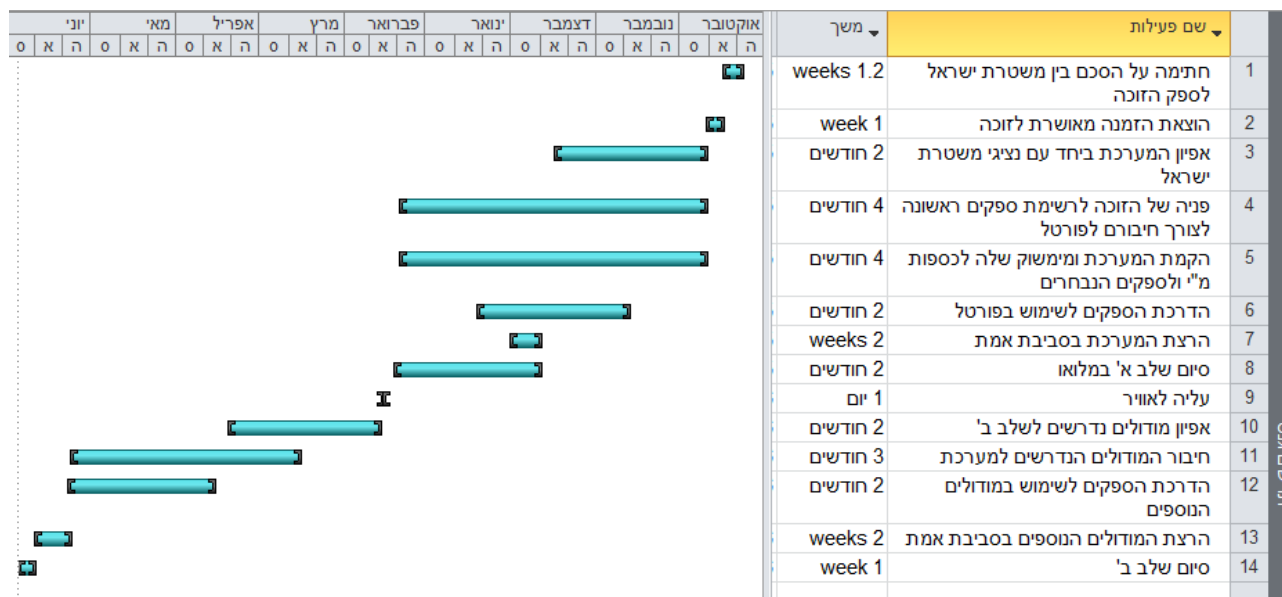 שם פעילות משך
אוקטובר נובמבר דצמבר ינואר פברואר מרץ אפריל מאי יוני
ה א ס ה א ס ה א ס ה א ס ה א ס ה א ס ה א ס ה א ס ה א ס
1 חתימה על הסכם בין משטרת ישראל 1.2 weeks
לספק הזוכה
2 הוצאת הזמנה מאושרת לזוכה 1 week
3 אפיון המערכת ביחד עם נציגי משטרת 2 חודשים
ישראל
4 פניה של הזוכה לרשימת ספקים ראשונה 4 חודשים
לצורך חיבורם לפורטל
5 הקמת המערכת ומימשוק שלה לכספות 4 חודשים
מ"י ולספקים הנבחרים
6 הדרכת הספקים לשימוש בפורטל 2 חודשים
7 הרצת המערכת בסביבת אמת 2 weeks
8 סיום שלב א' במלואו 2 חודשים
9 עליה לאוויר 1 יום
10 אפיון מודולים נדרשים לשלב ב' 2 חודשים
11 חיבור המודולים הנדרשים למערכת 3 חודשים
12 הדרכת הספקים לשימוש במודולים 2 חודשים
הנוספים
13 הרצת המודולים הנוספים בסביבת אמת 2 weeks
14 סיום שלב ב' 1 week